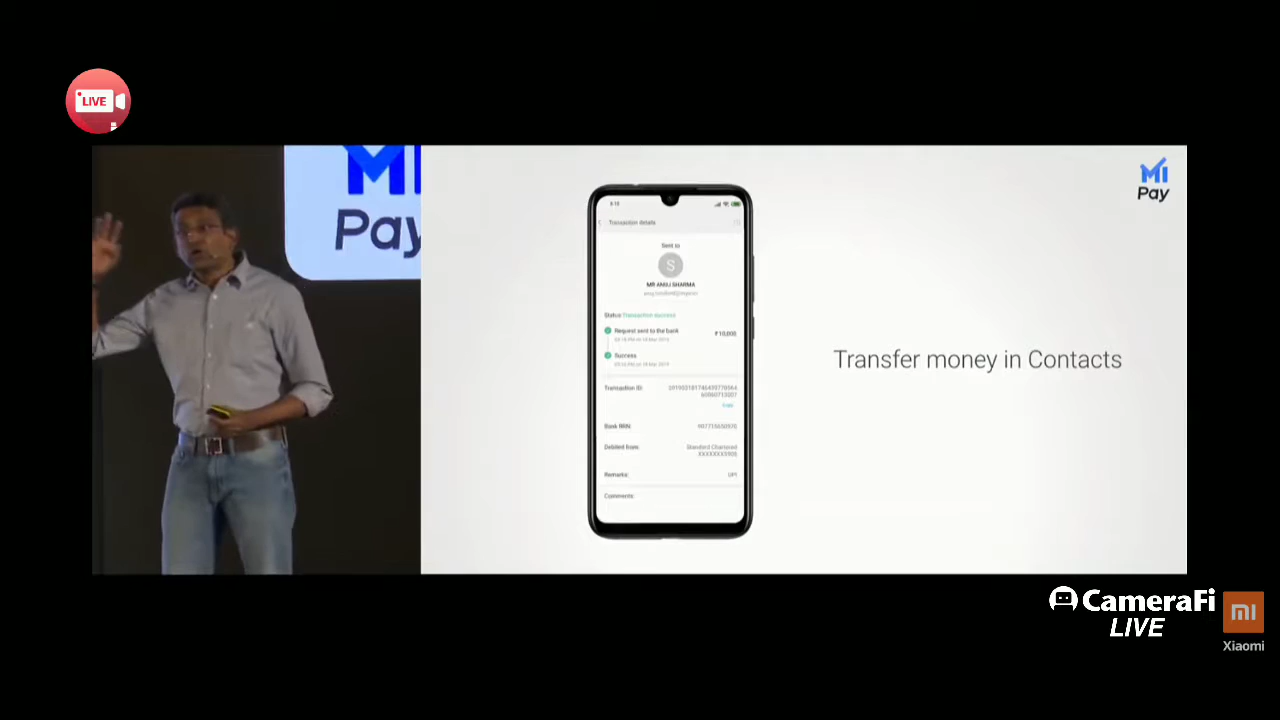 LIVE
MI
Pay
MI
Pay
Transaction details
Sent to
S
MR ANUJ SHARMA
Status: Transaction success
Request sent to the bank
₹10,000
Success
Transaction ID:
Bank RRN:
Debited from:
Standard Chartered
Remarks:
UPI
Comments:
Transfer money in Contacts
CameraFi
LIVE
mi
Xiaomi